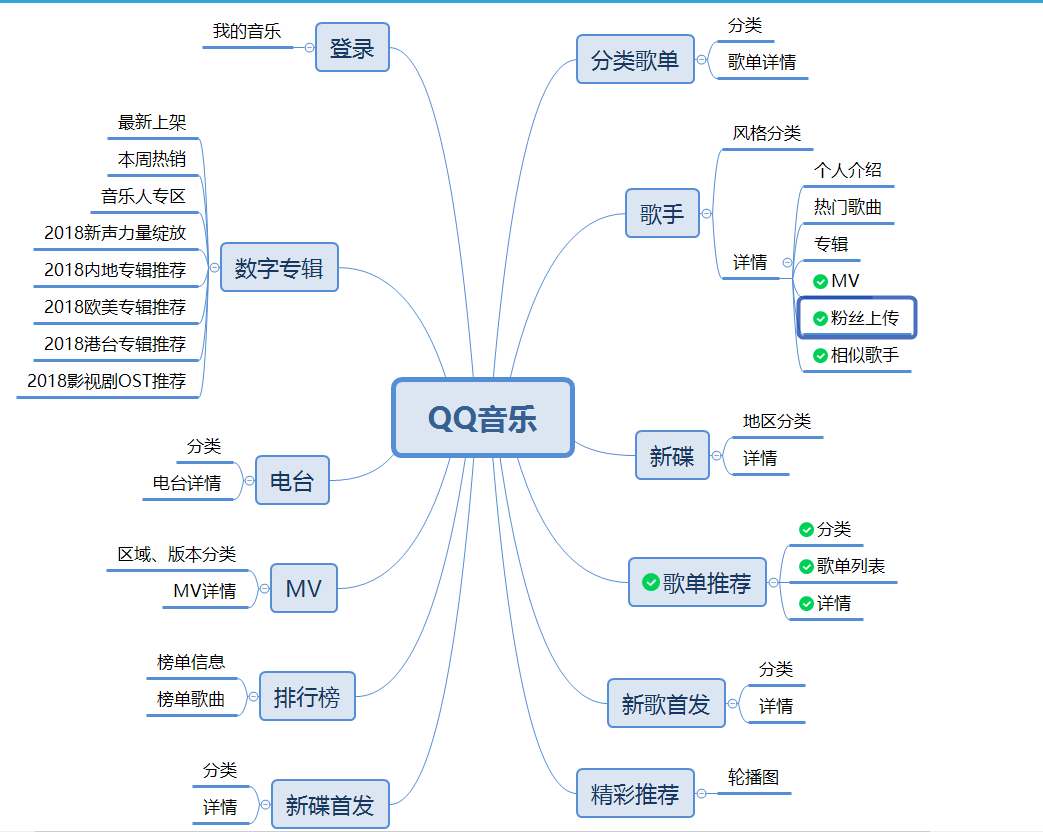 QQ音乐
分类歌单
分类
歌单详情
歌手
风格分类
详情
个人介绍
热门歌曲
专辑
MV
粉丝上传
相似歌手
新碟
地区分类
详情
歌单推荐
分类
歌单列表
详情
新歌首发
分类
详情
精彩推荐
轮播图
登录
我的音乐
数字专辑
最新上架
本周热销
音乐人专区
2018新声力量绽放
2018内地专辑推荐
2018欧美专辑推荐
2018港台专辑推荐
2018影视剧OST推荐
电台
分类
电台详情
MV
区域、版本分类
MV详情
排行榜
榜单信息
榜单歌曲
新碟首发
分类
详情